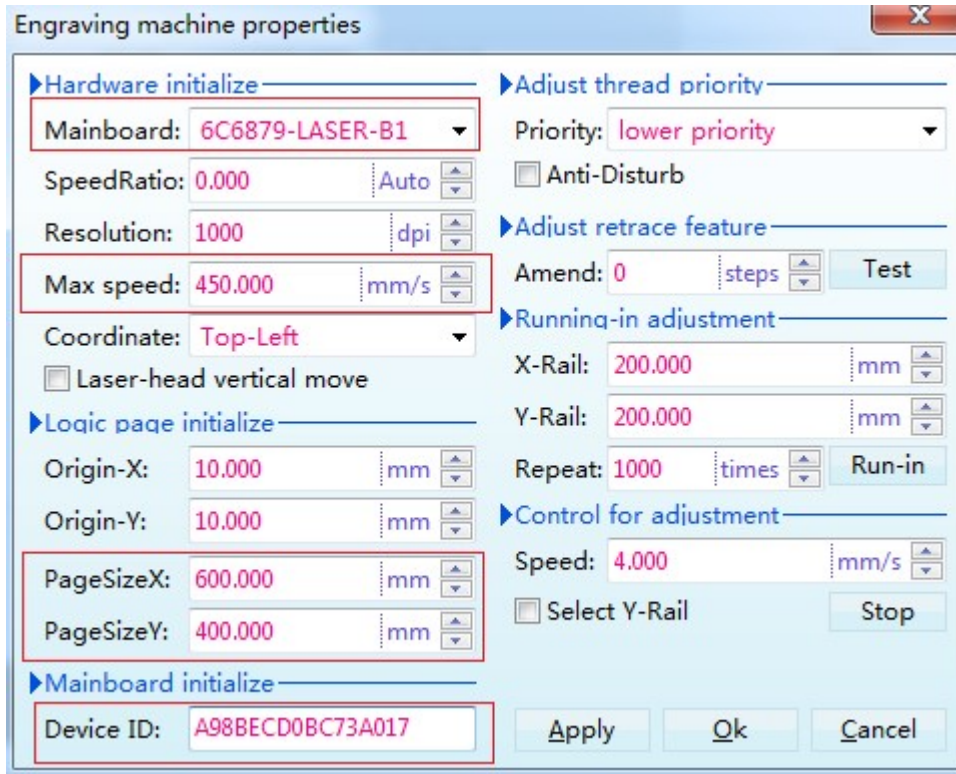 Engraving machine properties
Hardware initialize
Mainboard: 6C6879-LASER-B1
SpeedRatio: 0.000 Auto
Resolution: 1000 dpi
Max speed: 450.000 mm/s
Coordinate: Top-Left
Laser-head vertical move
Logic page initialize
Origin-X: 10.000 mm
Origin-Y: 10.000 mm
PageSizeX: 600.000 mm
PageSizeY: 400.000 mm
Mainboard initialize
Device ID: A98BECD0BC73A017
Adjust thread priority
Priority: lower priority
Anti-Disturb
Adjust retrace feature
Amend: 0 steps Test
Running-in adjustment
X-Rail: 200.000 mm
Y-Rail: 200.000 mm
Repeat: 1000 times Run-in
Control for adjustment
Speed: 4.000 mm/s
Select Y-Rail Stop
Apply Ok Cancel